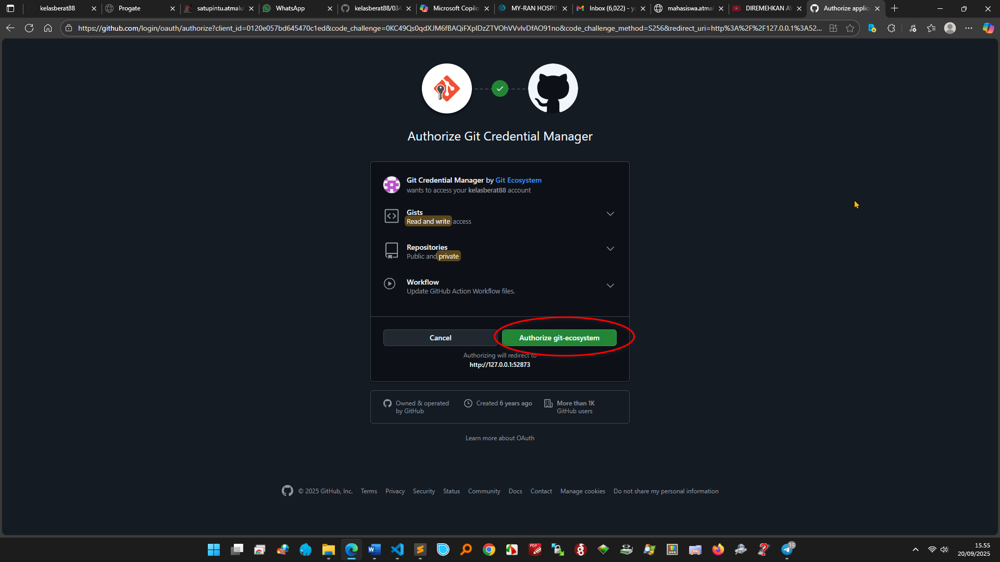 kelasberat88
Progate
satupintu.atmalu
WhatsApp
kelasberat88/034
Microsoft Copilo
MY-RAN HOSPIT
Inbox (6,022) - ys
mahasiswa.atmal
DIREMEHKAN AY
Authorize applic
https://github.com/login/oauth/authorize?client_id=0120e057bd645470c1ed&code_challenge=0KC49Qs0qdXJM6fBAQiFXpIDzZTVOhVVvlvDfAO91no&code_challenge_method=S256&redirect_uri=http%3A%2F%2F127.0.0.1%3A52...
Authorize Git Credential Manager
Git Credential Manager by Git Ecosystem
wants to access your kelasberat88 account
Gists
Read and write access
Repositories
Public and private
Workflow
Update GitHub Action Workflow files.
Cancel
Authorize git-ecosystem
Authorizing will redirect to
http://127.0.0.1:52873
Owned & operated
by GitHub
Created 6 years ago
More than 1K
GitHub users
Learn more about OAuth
© 2025 GitHub, Inc.
Terms
Privacy
Security
Status
Community
Docs
Contact
Manage cookies
Do not share my personal information
PDF
39
15.55
20/09/2025